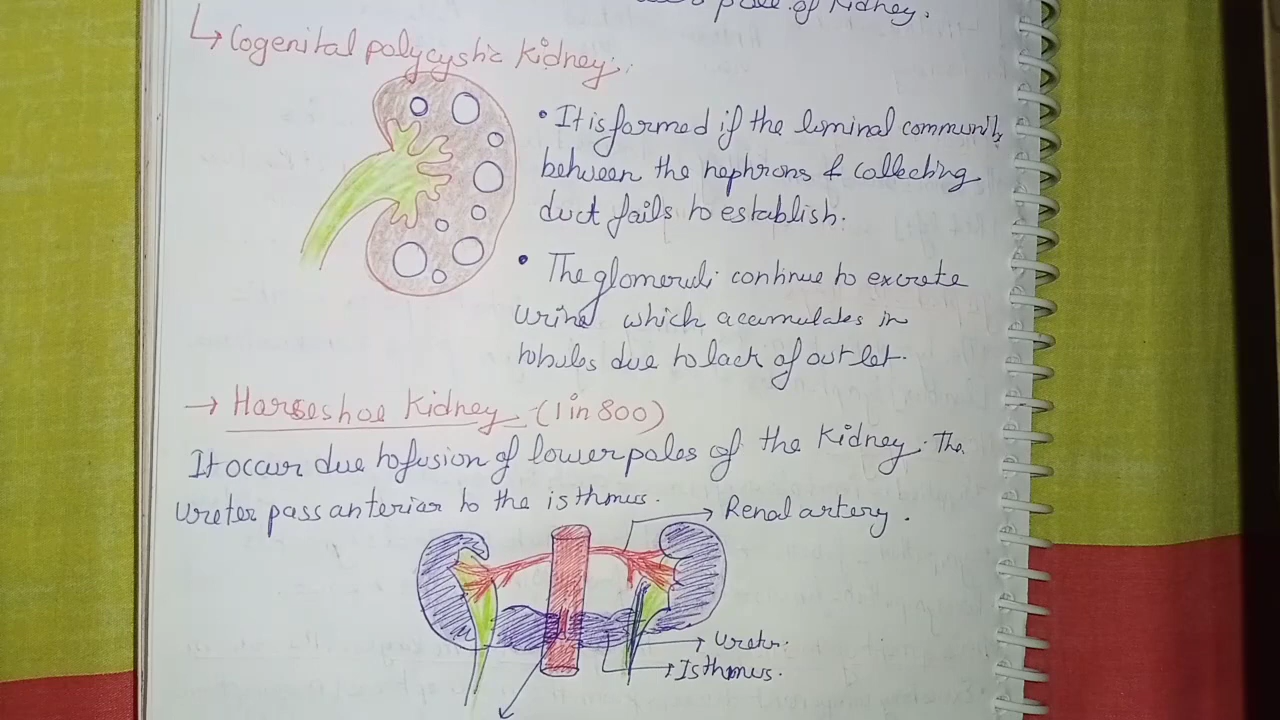 pole of Kidney.
↳ Cogenital polycystic Kidney:
• It is formed if the luminal communi
between the nephrons & collecting
duct fails to establish.
• The glomeruli continue to excrete
urine which acamulates in
tobules due to lack of outlet.
→ Horseshoe Kidney - (1 in 800)
It occur due to fusion of lower poles of the Kidney. The
Ureter pass anterior to the isthmus.
Renal artery.
Ureter.
Isthmus.